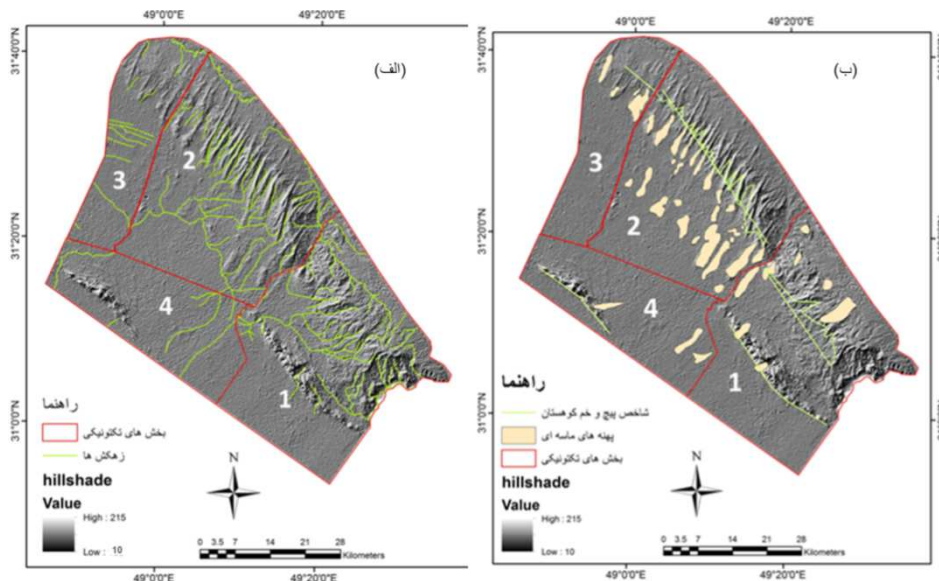 49°0'0"E
49°20'0"E
31°40'0"N
31°20'0"N
31°0'0"N
(الف)
3
2
4
1
راهنما
بخش های تکتونیکی
زهکش ها
hillshade
Value
High : 215
Low : 10
N
0 3.5 7 14 21 28
Kilometers
49°0'0"E
49°20'0"E
49°0'0"E
49°20'0"E
31°40'0"N
31°20'0"N
31°0'0"N
(ب)
3
2
4
1
راهنما
شاخص پیچ و خم کوهستان
پهنه های ماسه ای
بخش های تکتونیکی
hillshade
Value
High : 215
Low : 10
N
0 3.5 7 14 21 28
Kilometers
49°0'0"E
49°20'0"E